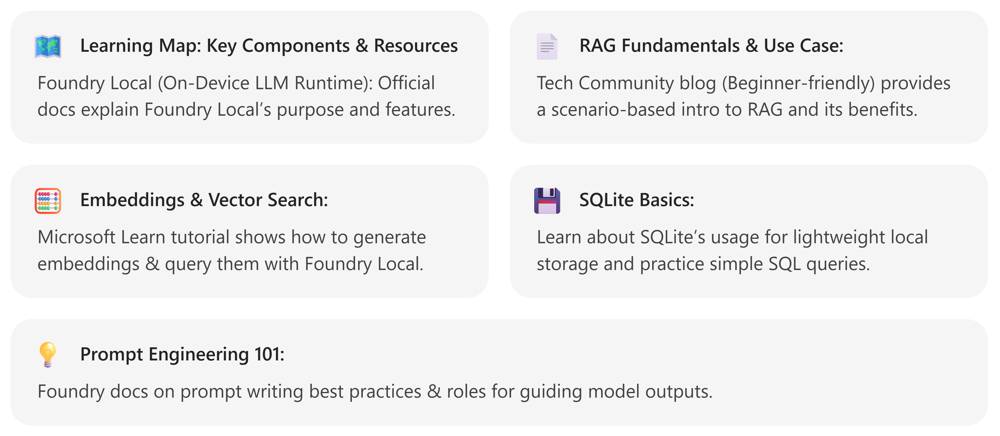 Learning Map: Key Components & Resources
Foundry Local (On-Device LLM Runtime): Official
docs explain Foundry Local’s purpose and features.
RAG Fundamentals & Use Case:
Tech Community blog (Beginner-friendly) provides
a scenario-based intro to RAG and its benefits.
Embeddings & Vector Search:
Microsoft Learn tutorial shows how to generate
embeddings & query them with Foundry Local.
SQLite Basics:
Learn about SQLite’s usage for lightweight local
storage and practice simple SQL queries.
Prompt Engineering 101:
Foundry docs on prompt writing best practices & roles for guiding model outputs.